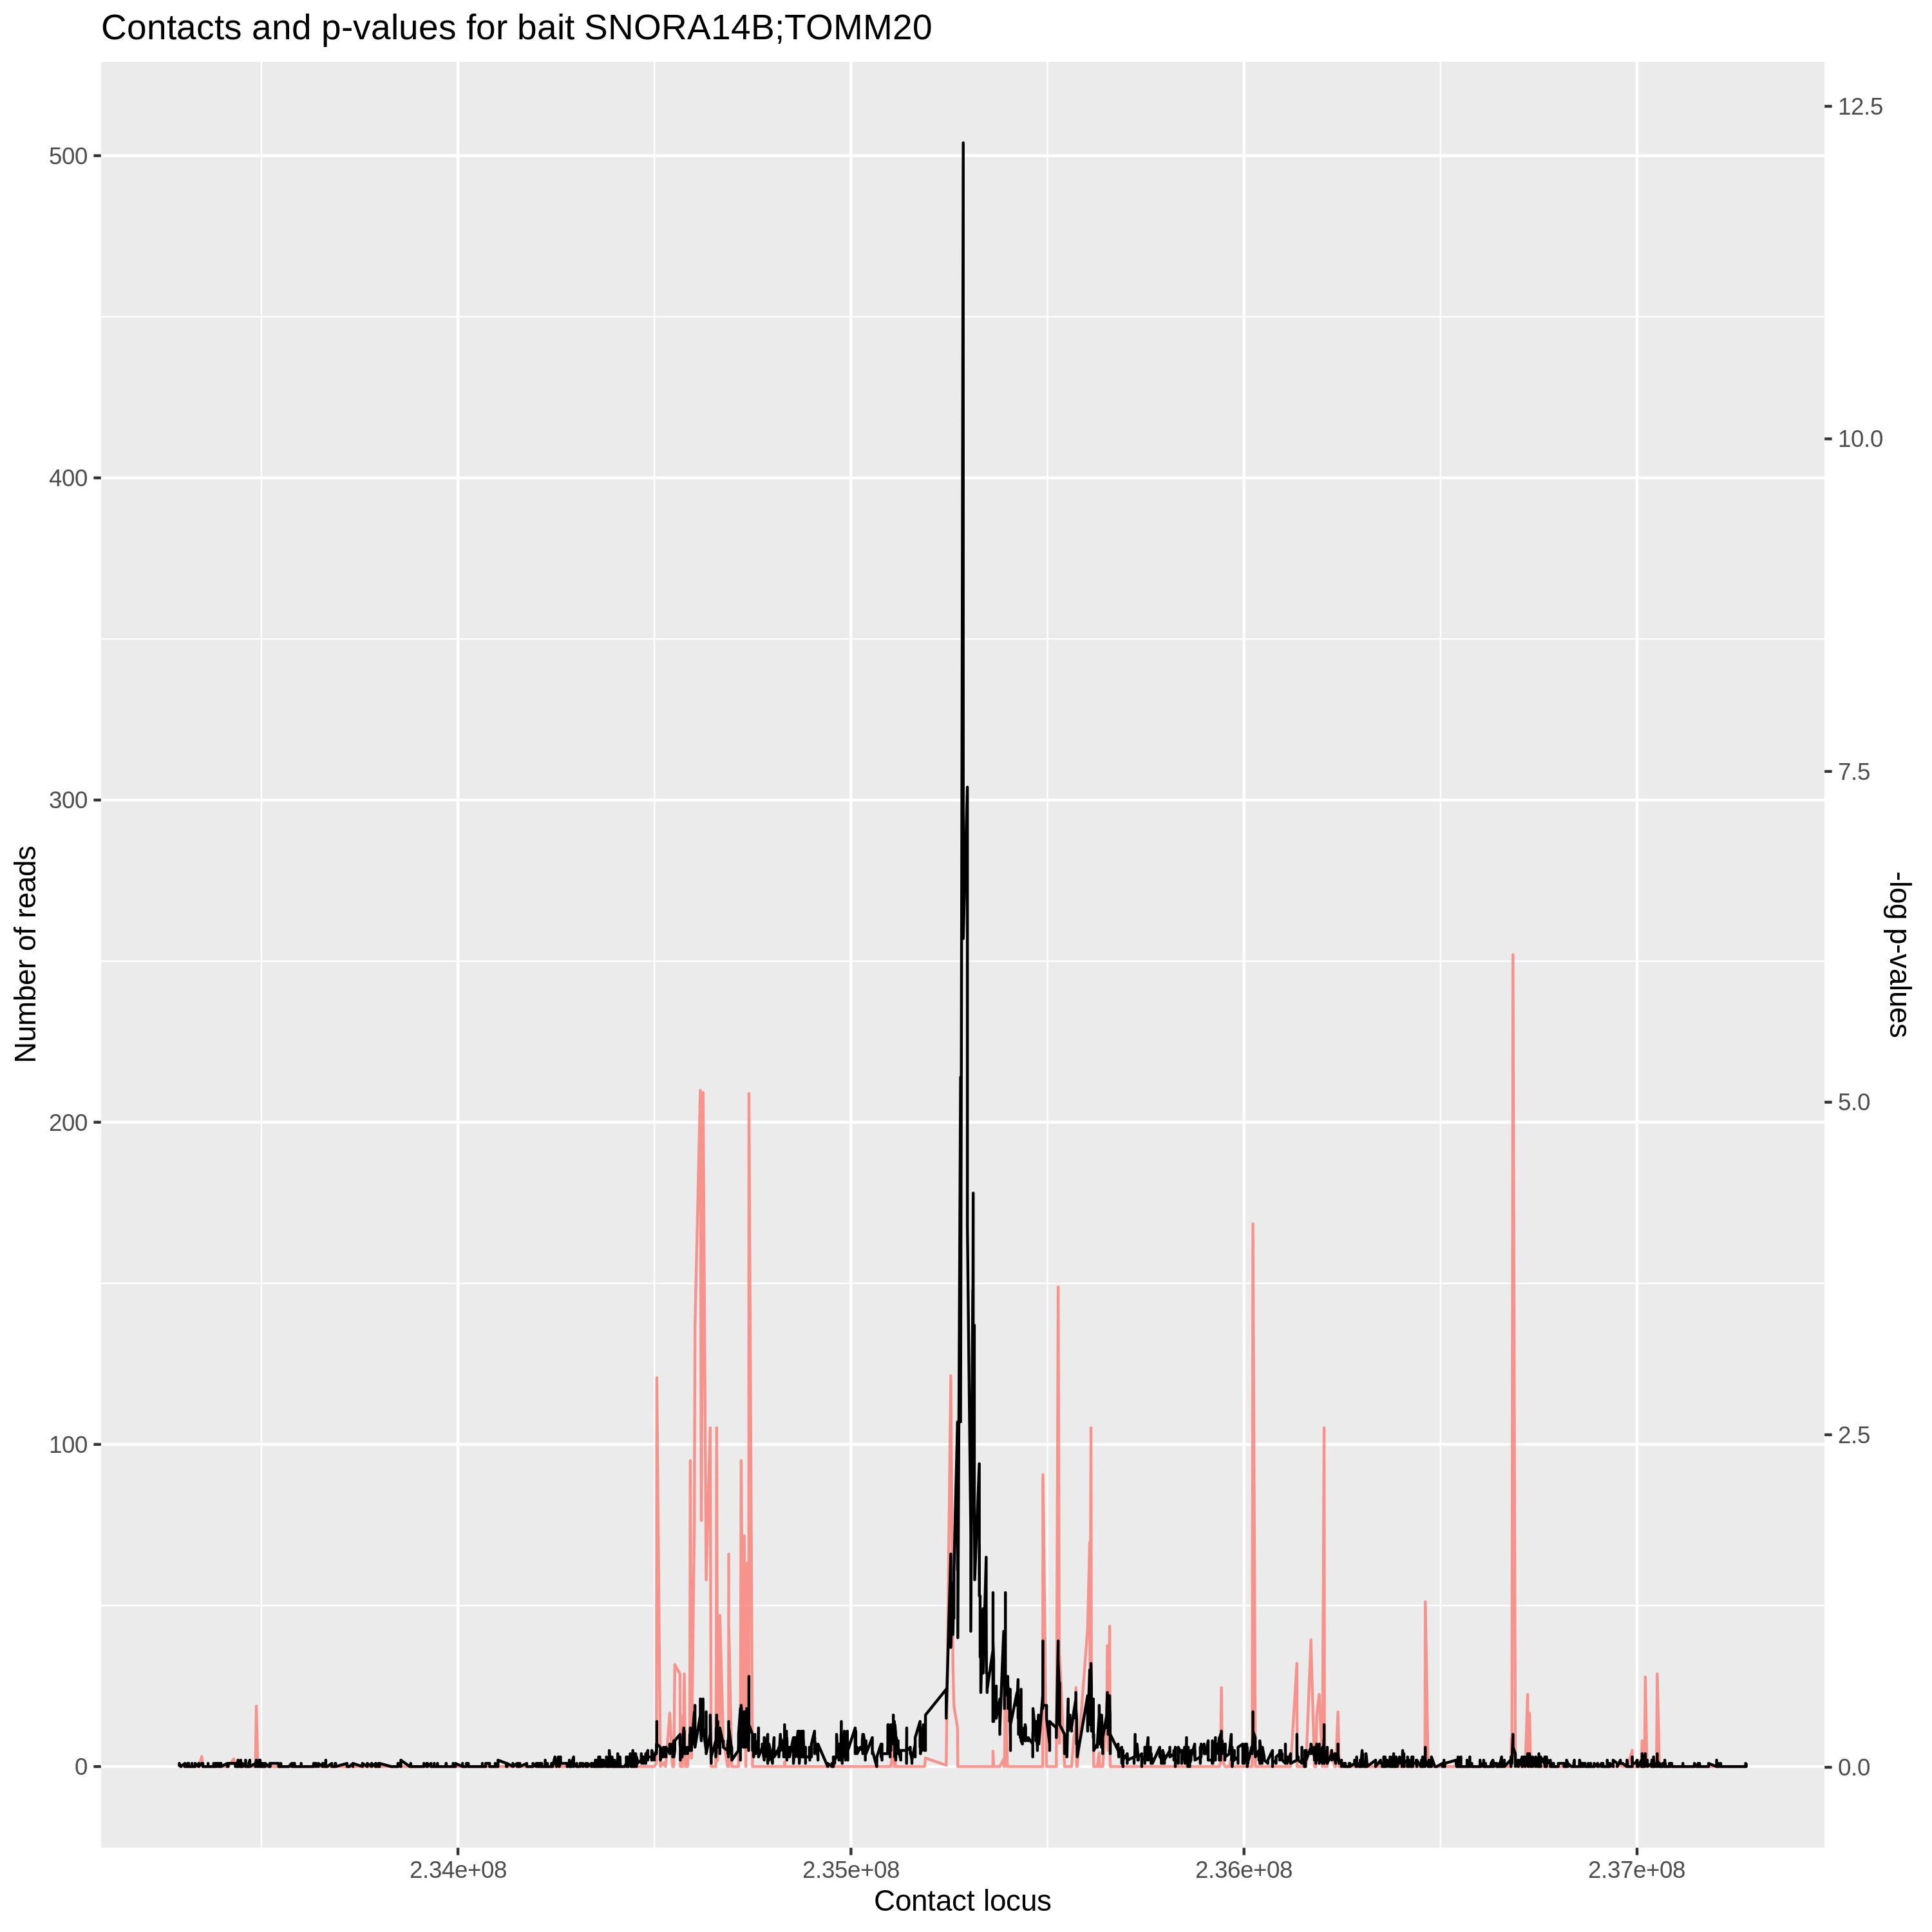 Contacts and p-values for bait SNORA14B;TOMM20
Number of reads
500
400
300
200
100
0
12.5
10.0
7.5
5.0
2.5
0.0
-log p-values
2.34e+08
2.35e+08
2.36e+08
2.37e+08
Contact locus